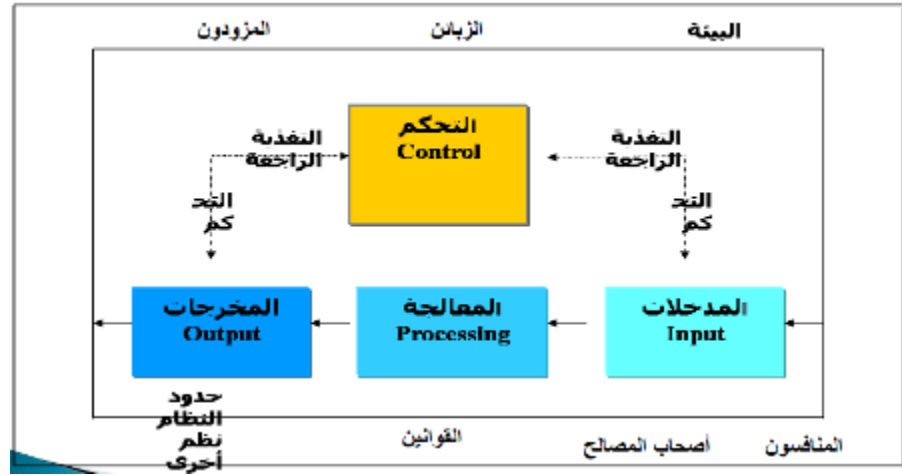 البيئة
الزبائن
المزودون
التحكم
Control
التغذية
الراجعة
التغذية
الراجعة
التح
كم
التح
كم
المدخلات
Input
المعالجة
Processing
المخرجات
Output
حدود
النظام
نظم
أخرى
القوانين
أصحاب المصالح
المنافسون